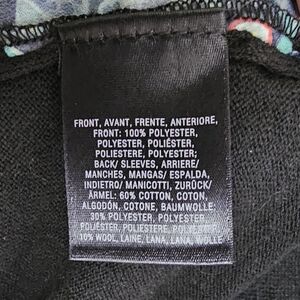 FRONT, AVANT, FRENTE, ANTERIORE,
FRONT: 100% POLYESTER,
POLYESTER, POLIÉSTER,
POLIESTERE, POLYESTER;
BACK/ SLEEVES, ARRIERE/
MANCHES, MANGAS/ ESPALDA,
INDIETRO/ MANICOTTI, ZURÜCK/
ÄRMEL: 60% COTTON, COTON,
ALGODÓN, COTONE, BAUMWOLLE;
30% POLYESTER, POLYESTER,
POLIÉSTER, POLIESTERE, POLYESTER;
10% WOOL, LAINE, LANA, LANA, WOLLE